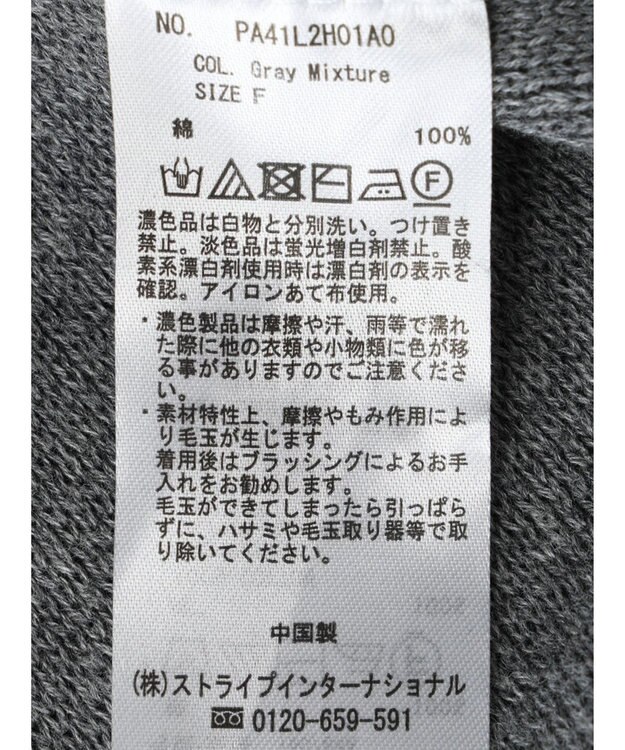 NO. PA41L2H01A0
COL. Gray Mixture
SIZE F
綿 100%
F
濃色品は白物と分別洗い。つけ置き
禁止。淡色品は蛍光増白剤禁止。酸
素系漂白剤使用時は漂白剤の表示を
確認。アイロンあて布使用。
・濃色製品は摩擦や汗、雨等で濡れ
た際に他の衣類や小物類に色が移
る事がありますのでご注意くださ
い。
・素材特性上、摩擦やもみ作用によ
り毛玉が生じます。
着用後はブラッシングによるお手
入れをお勧めします。
毛玉ができてしまったら引っぱら
ずに、ハサミや毛玉取り器等で取
り除いてください。
中国製
(株)ストライプインターナショナル
0120-659-591